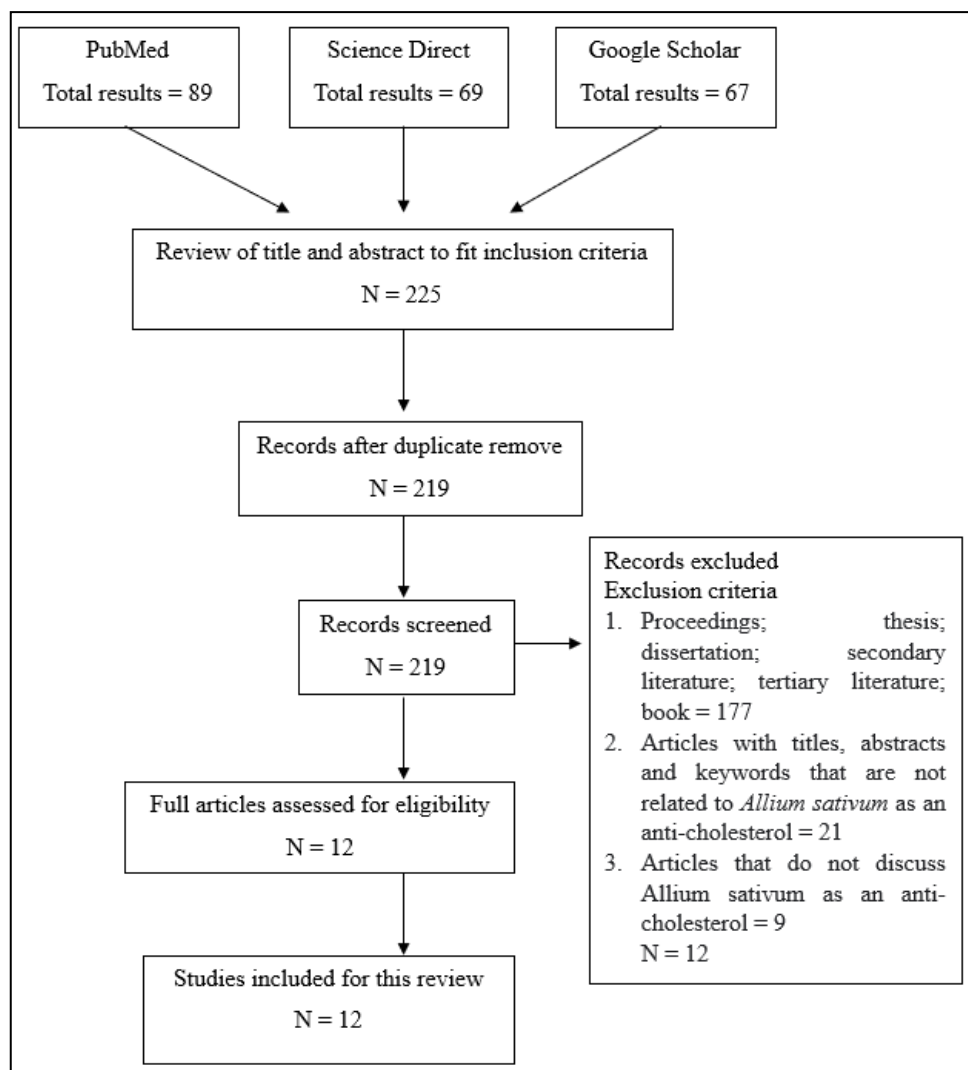 PubMed
Total results = 89
Science Direct
Total results = 69
Google Scholar
Total results = 67
Review of title and abstract to fit inclusion criteria
N = 225
Records after duplicate remove
N = 219
Records screened
N = 219
Records excluded
Exclusion criteria
1. Proceedings; thesis;
dissertation; secondary
literature; tertiary literature;
book = 177
2. Articles with titles, abstracts
and keywords that are not
related to Allium sativum as an
anti-cholesterol = 21
3. Articles that do not discuss
Allium sativum as an anti-
cholesterol = 9
N = 12
Full articles assessed for eligibility
N = 12
Studies included for this review
N = 12